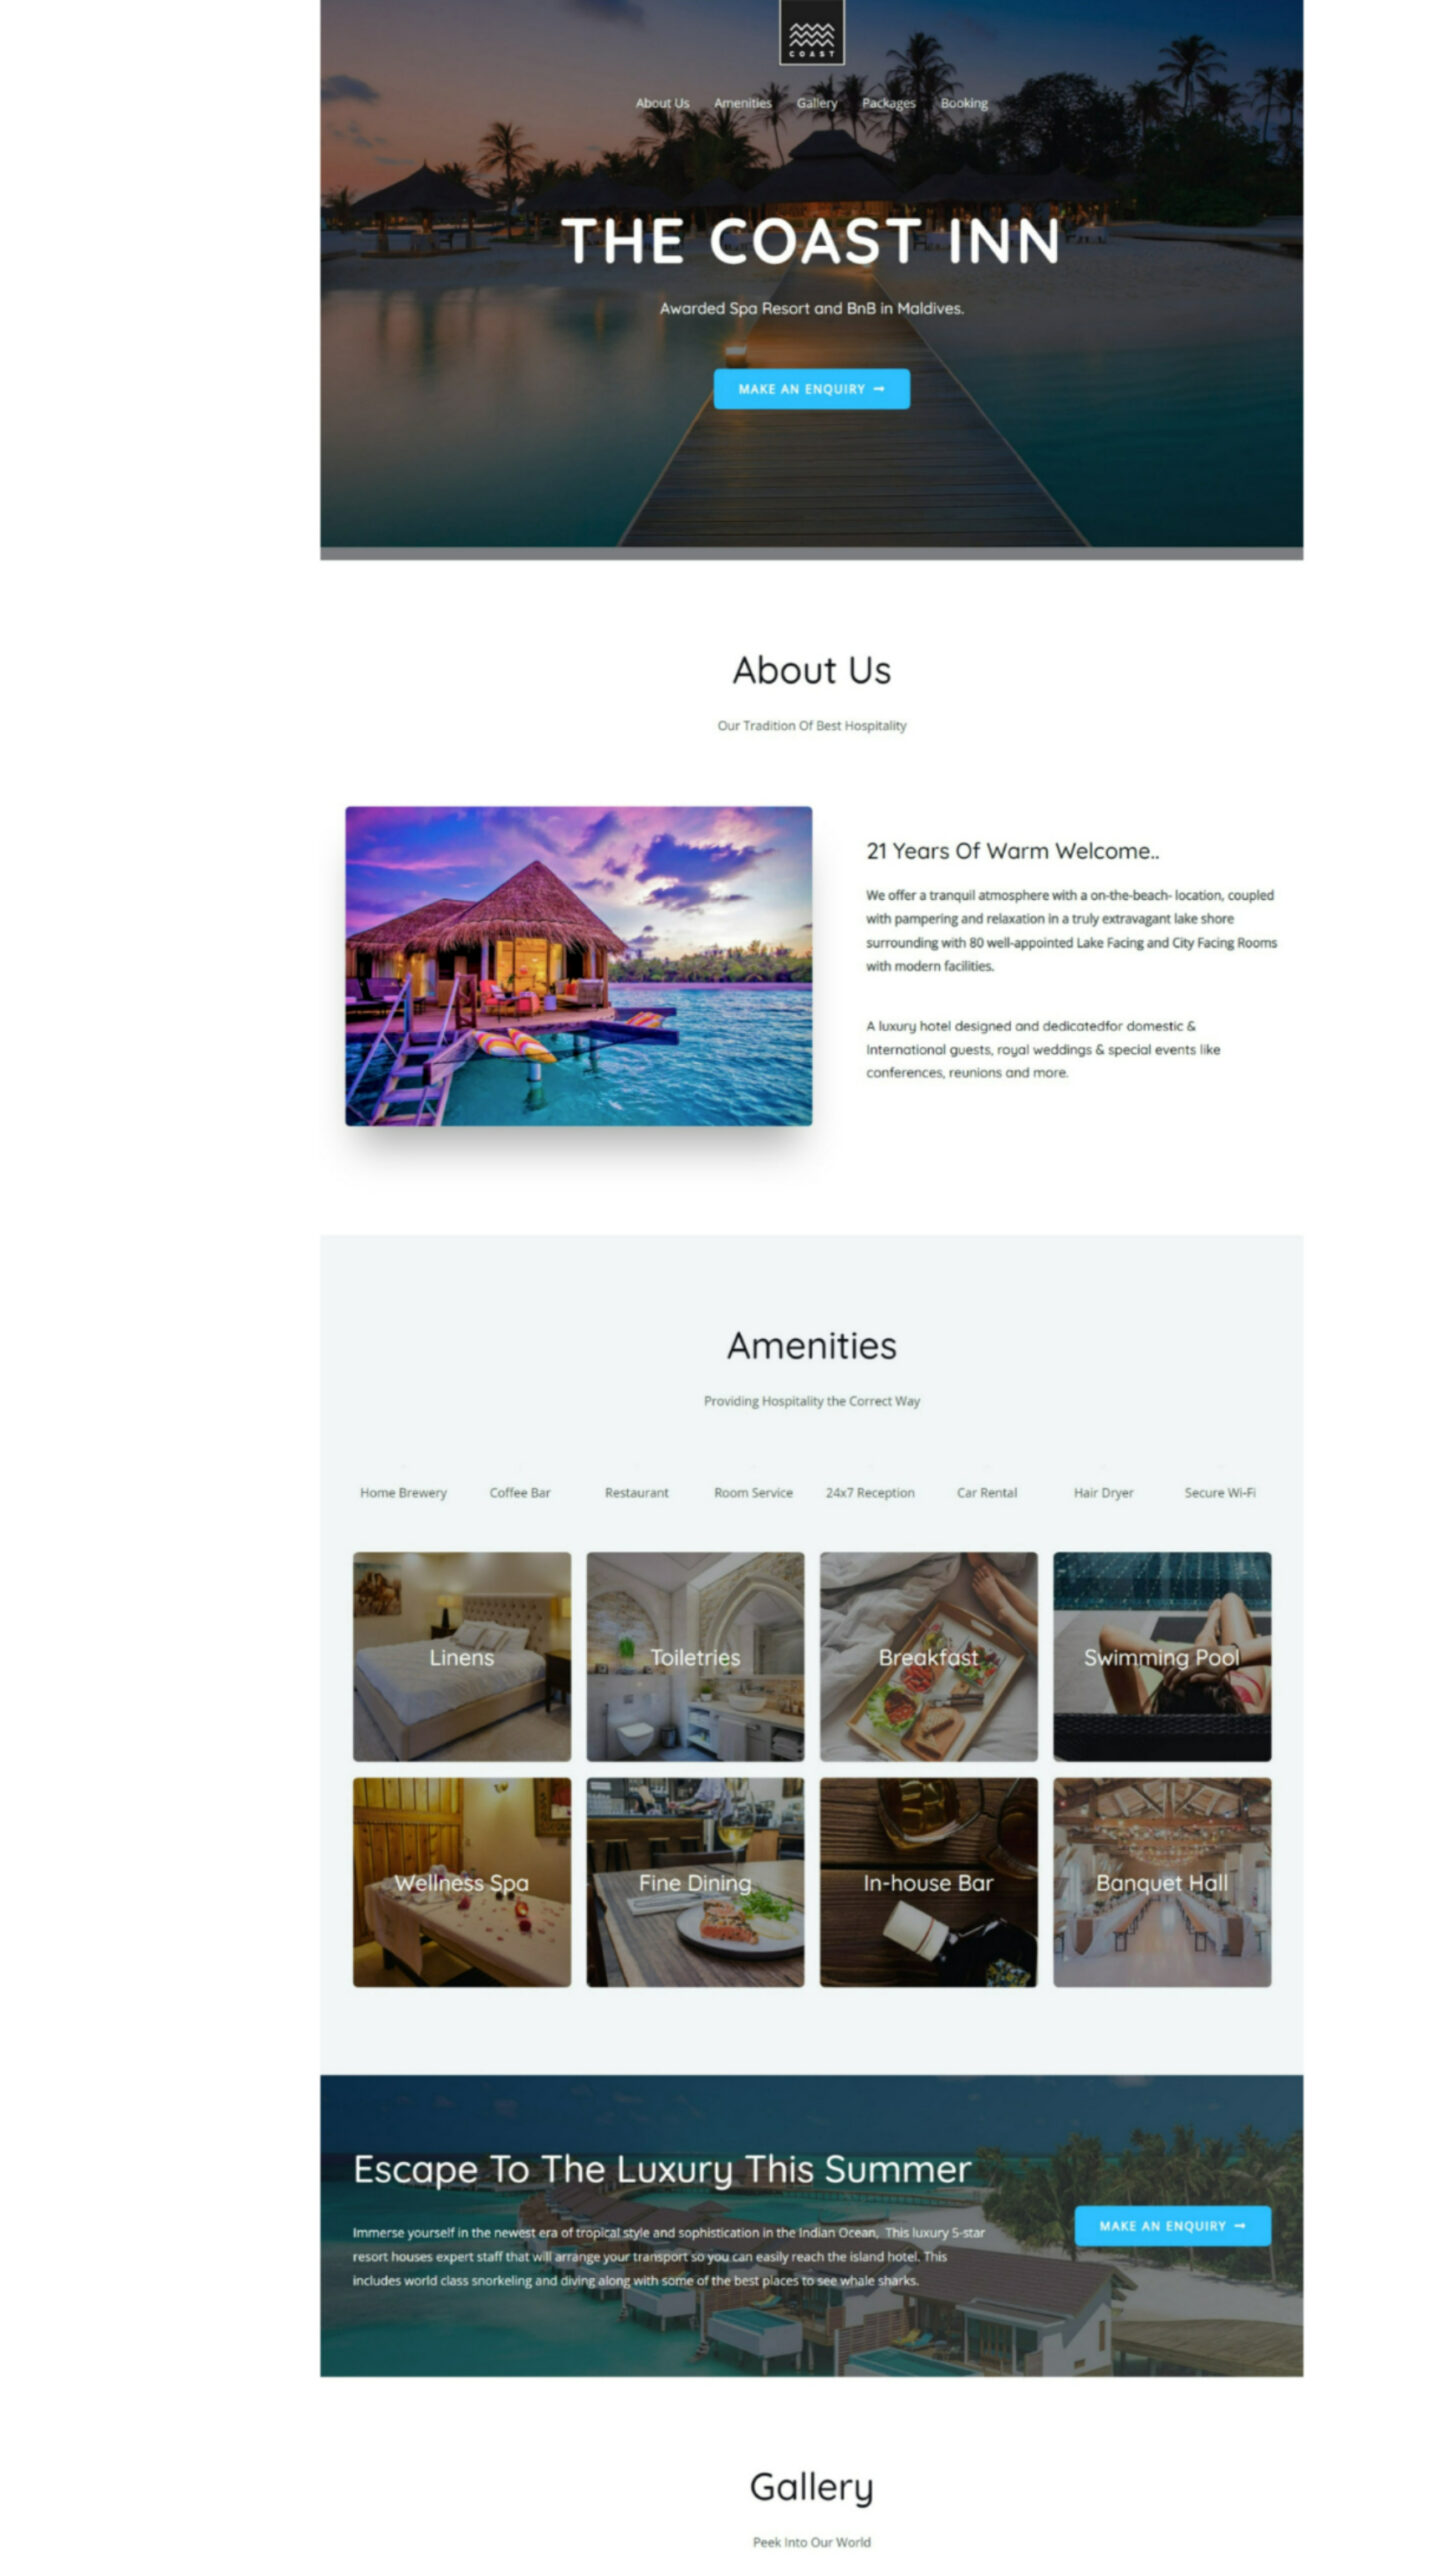 COAST
About Us Amenities Gallery Packages Booking
THE COAST INN
Awarded Spa Resort and BnB in Maldives.
MAKE AN ENQUIRY →
About Us
Our Tradition Of Best Hospitality
21 Years Of Warm Welcome..
We offer a tranquil atmosphere with a on-the-beach- location, coupled
with pampering and relaxation in a truly extravagant lake shore
surrounding with 80 well-appointed Lake Facing and City Facing Rooms
with modern facilities.
A luxury hotel designed and dedicatedfor domestic &
International guests, royal weddings & special events like
conferences, reunions and more.
Amenities
Providing Hospitality the Correct Way
Home Brewery Coffee Bar Restaurant Room Service 24x7 Reception Car Rental Hair Dryer Secure Wi-Fi
Linens Toiletries Breakfast Swimming Pool
Wellness Spa Fine Dining In-house Bar Banquet Hall
Escape To The Luxury This Summer
Immerse yourself in the newest era of tropical style and sophistication in the Indian Ocean, This luxury 5-star
resort houses expert staff that will arrange your transport so you can easily reach the island hotel. This
includes world class snorkeling and diving along with some of the best places to see whale sharks.
MAKE AN ENQUIRY →
Gallery
Peek Into Our World